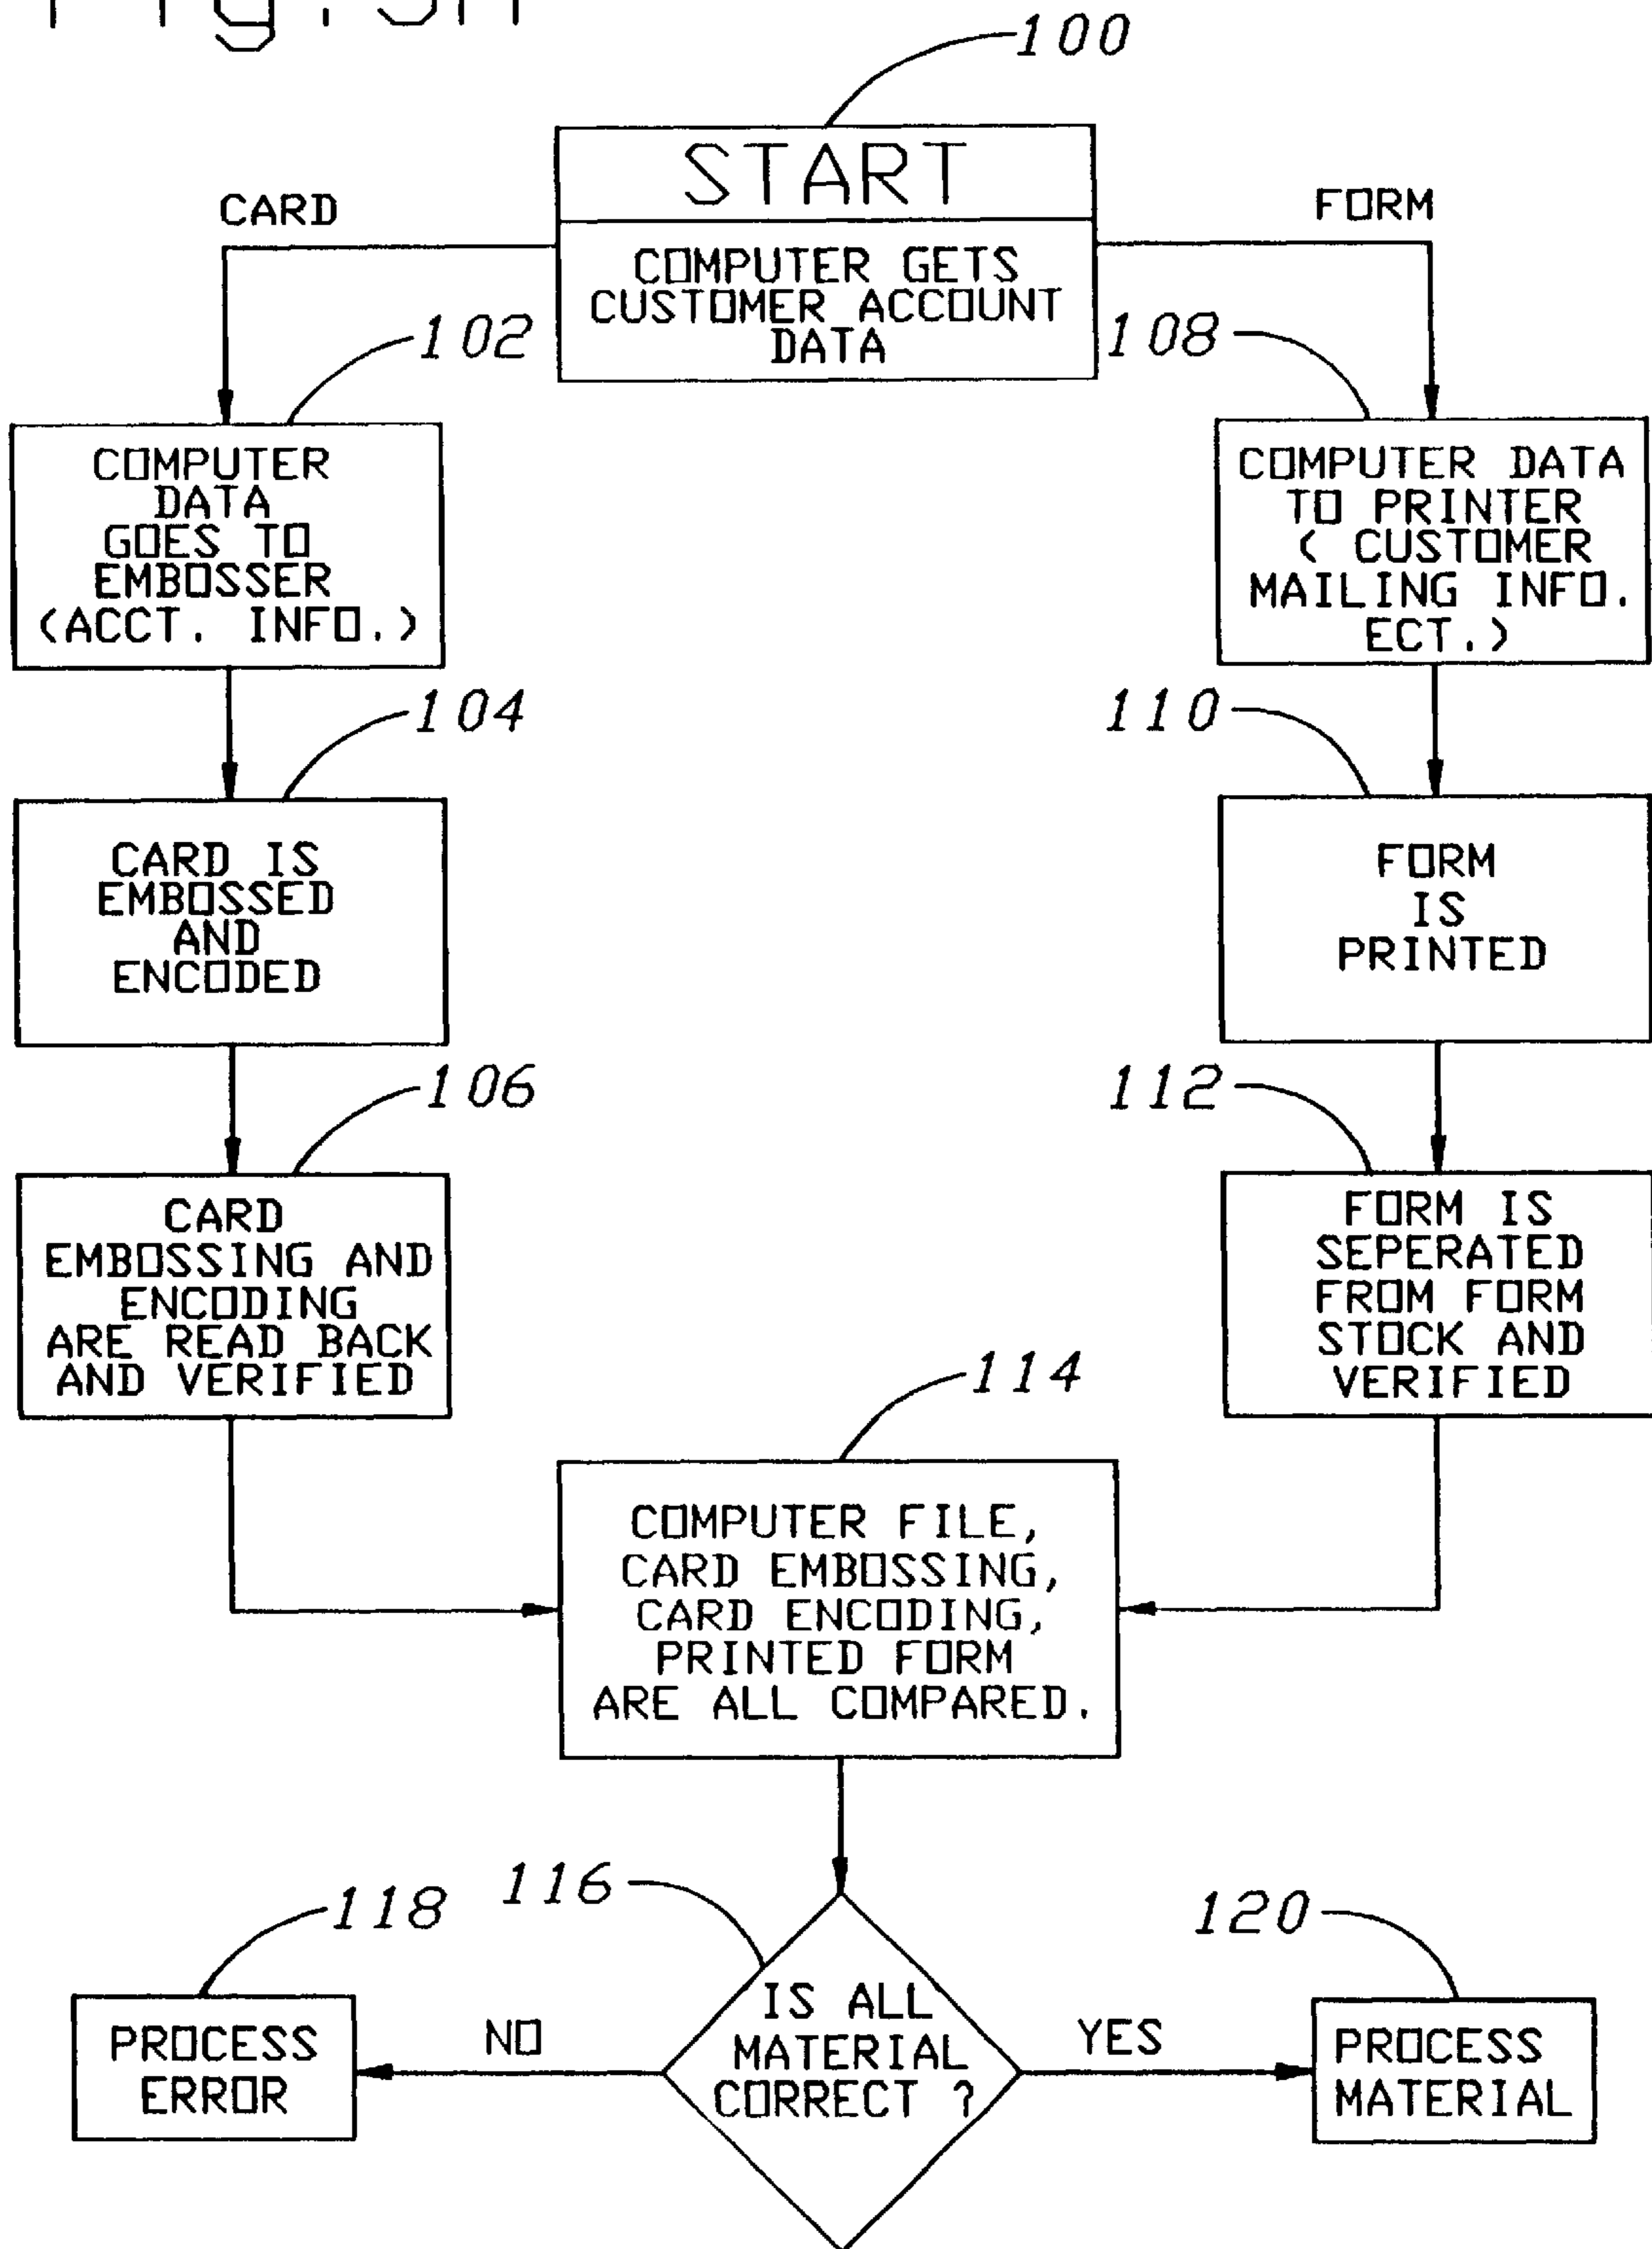 Fig.
100
START
COMPUTER GETS
CUSTOMER ACCOUNT
DATA
CARD
FORM
102
COMPUTER
DATA
GOES TO
EMBOSSER
(ACCT. INFO.)
108
COMPUTER DATA
TO PRINTER
( CUSTOMER
MAILING INFO.
ECT.)
104
CARD IS
EMBOSSED
AND
ENCODED
110
FORM
IS
PRINTED
106
CARD
EMBOSSING AND
ENCODING
ARE READ BACK
AND VERIFIED
112
FORM IS
SEPERATED
FROM FORM
STOCK AND
VERIFIED
114
COMPUTER FILE,
CARD EMBOSSING,
CARD ENCODING,
PRINTED FORM
ARE ALL COMPARED.
116
IS ALL
MATERIAL
CORRECT ?
NO
118
PROCESS
ERROR
YES
120
PROCESS
MATERIAL